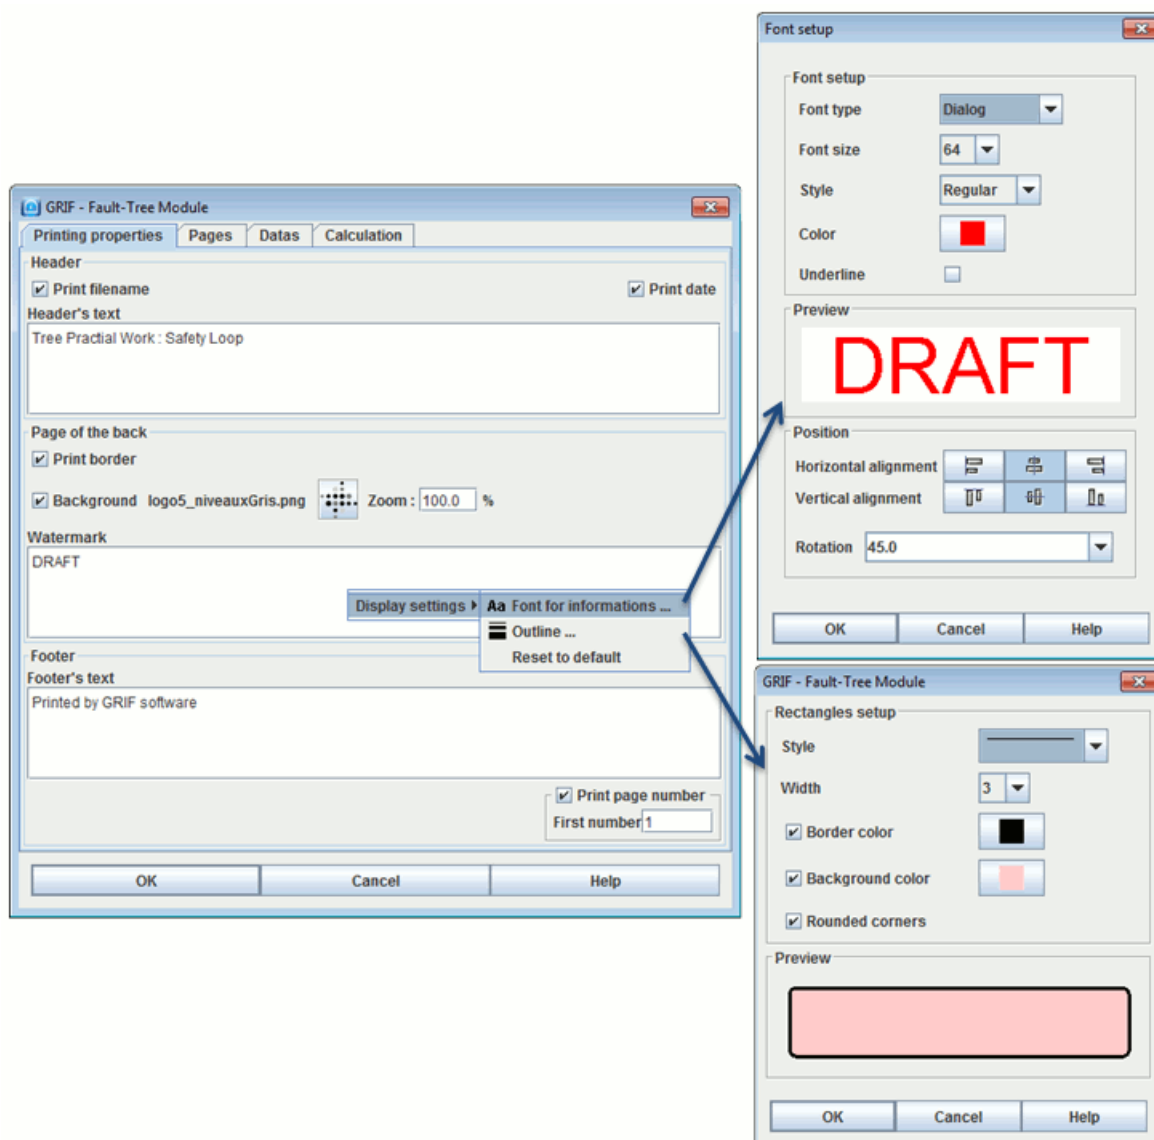 GRIF - Fault-Tree Module
Printing properties Pages Datas Calculation
Header
Print filename Print date
Header's text
Tree Practial Work : Safety Loop
Page of the back
Print border
Background logo5_niveauxGris.png Zoom : 100.0 %
Watermark
DRAFT
Display settings Aa Font for informations ...
Outline ...
Reset to default
Footer
Footer's text
Printed by GRIF software
Print page number
First number 1
OK Cancel Help
Font setup
Font setup
Font type Dialog
Font size 64
Style Regular
Color
Underline
Preview
DRAFT
Position
Horizontal alignment
Vertical alignment
Rotation 45.0
OK Cancel Help
GRIF - Fault-Tree Module
Rectangles setup
Style
Width 3
Border color
Background color
Rounded corners
Preview
OK Cancel Help